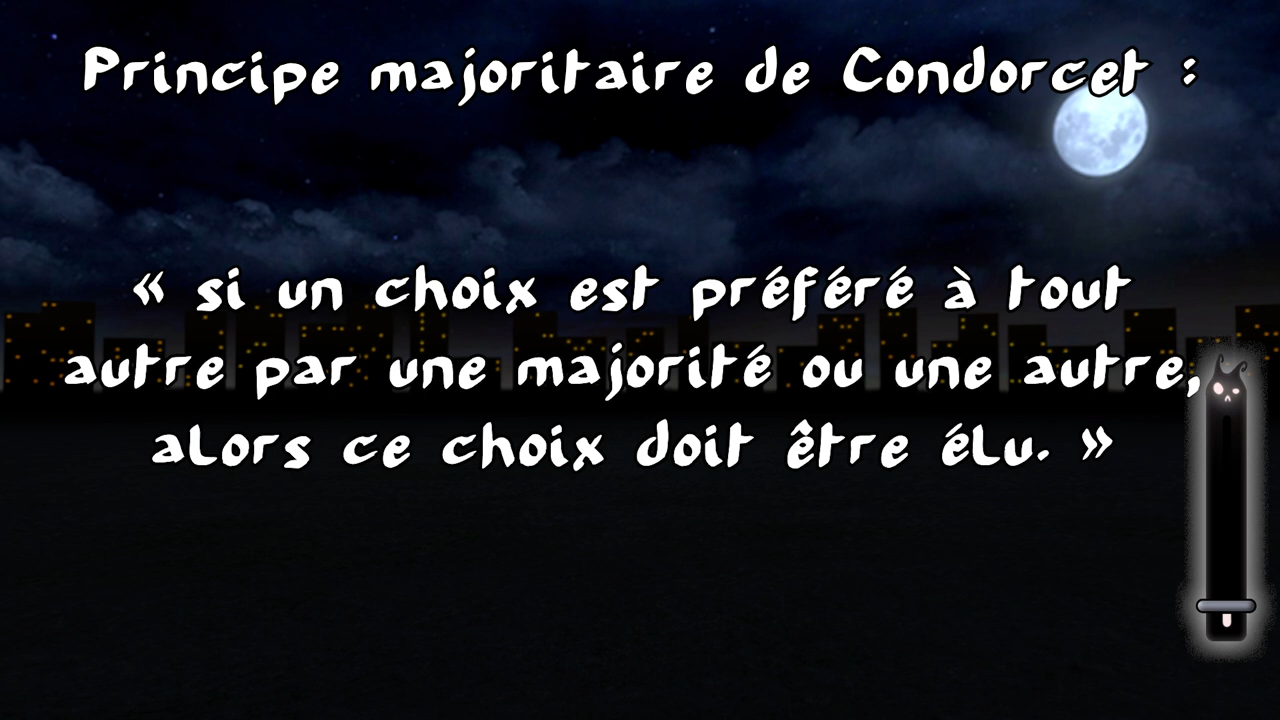 Principe majoritaire de Condorcet :
« si un choix est préféré à tout
autre par une majorité ou une autre,
alors ce choix doit être élu. »